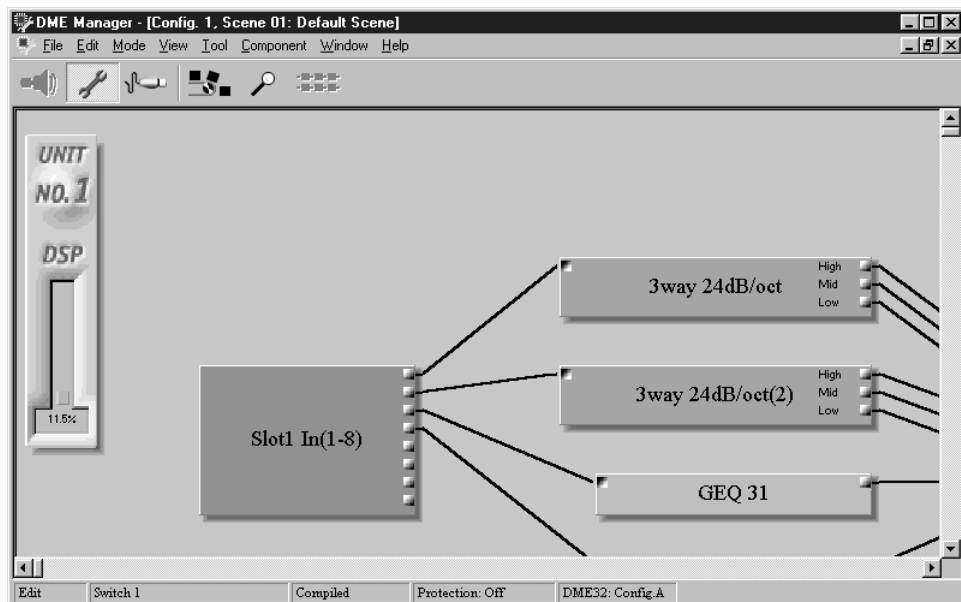 DME Manager - [Config. 1, Scene 01: Default Scene]
File Edit Mode View Tool Component Window Help
UNIT
NO. 1
DSP
11.5%
Slot1 In(1-8)
3way 24dB/oct
High
Mid
Low
3way 24dB/oct(2)
High
Mid
Low
GEQ 31
Edit Switch 1 Compiled Protection: Off DME32: Config.A